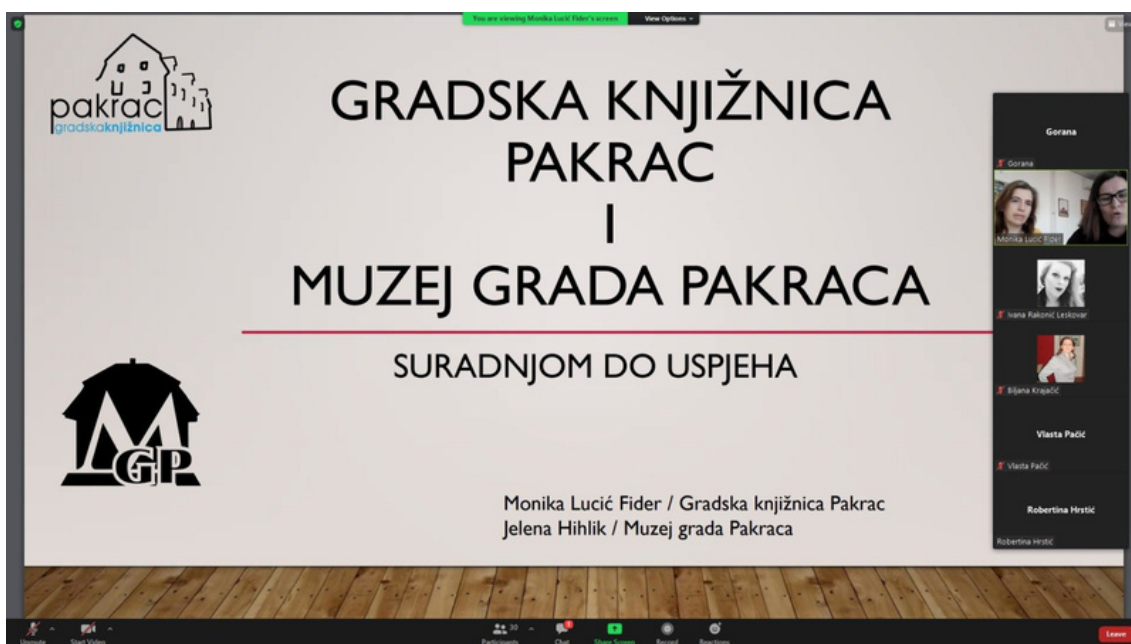 You are viewing Monika Lucić Fider's screen View Options
View
pakrac
gradskaknjižnica
GRADSKA KNJIŽNICA
PAKRAC
I
MUZEJ GRADA PAKRACA
SURADNJOM DO USPJEHA
MGP
Monika Lucić Fider / Gradska knjižnica Pakrac
Jelena Hihlik / Muzej grada Pakraca
Gorana
Gorana
Monika Lucić Fider
Ivana Rakonić Leskovar
Biljana Krajačić
Vlasta Pačić
Vlasta Pačić
Robertina Hrstić
Robertina Hrstić
Unmute Start Video Participants 30 Chat 1 Share Screen Record Reactions Leave